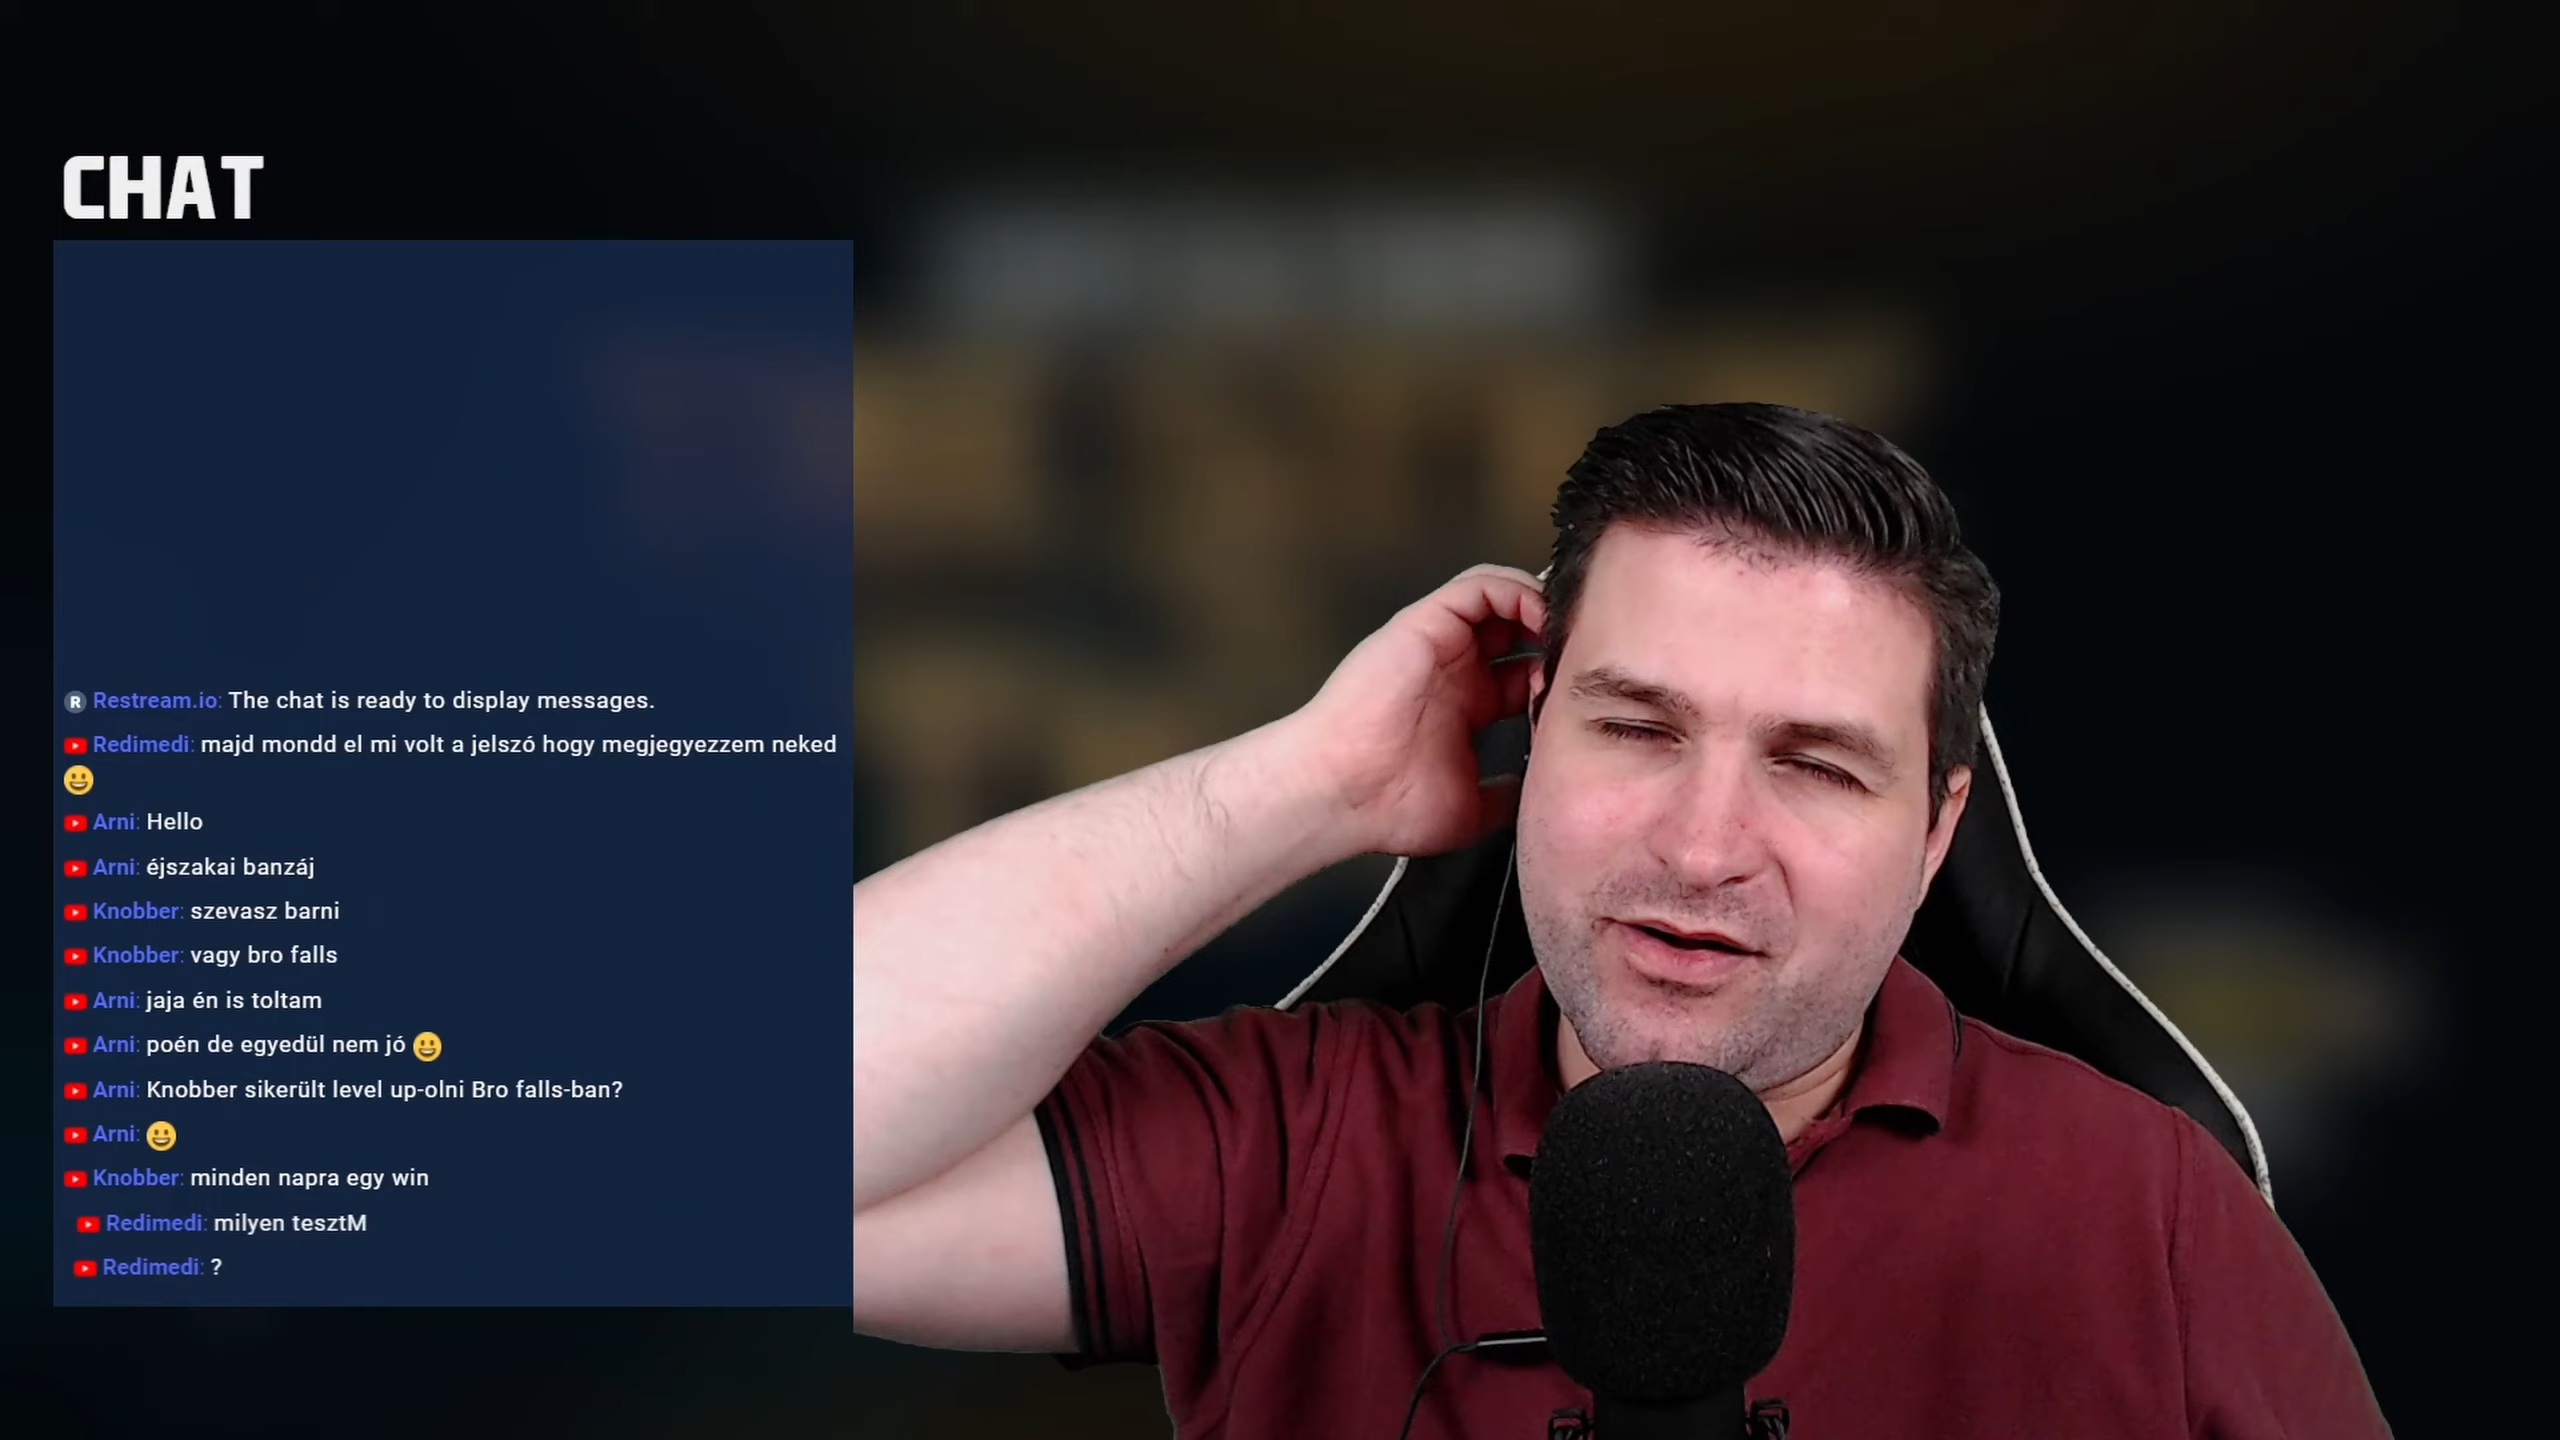 CHAT
R Restream.io: The chat is ready to display messages.
Redimedi: majd mondd el mi volt a jelszó hogy megjegyezzem neked
😀
Arni: Hello
Arni: éjszakai banzáj
Knobber: szevasz barni
Knobber: vagy bro falls
Arni: jaja én is toltam
Arni: poén de egyedül nem jó 😀
Arni: Knobber sikerült level up-olni Bro falls-ban?
Arni: 😀
Knobber: minden napra egy win
Redimedi: milyen tesztM
Redimedi: ?